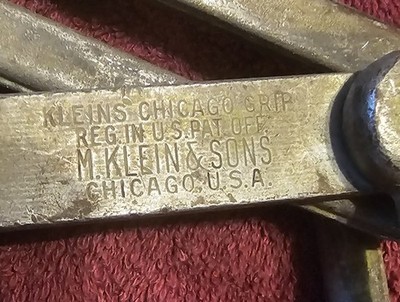 KLEINS CHICAGO GRIP
REG IN U.S. PAT. OFF.
M. KLEIN & SONS
CHICAGO. U.S.A.